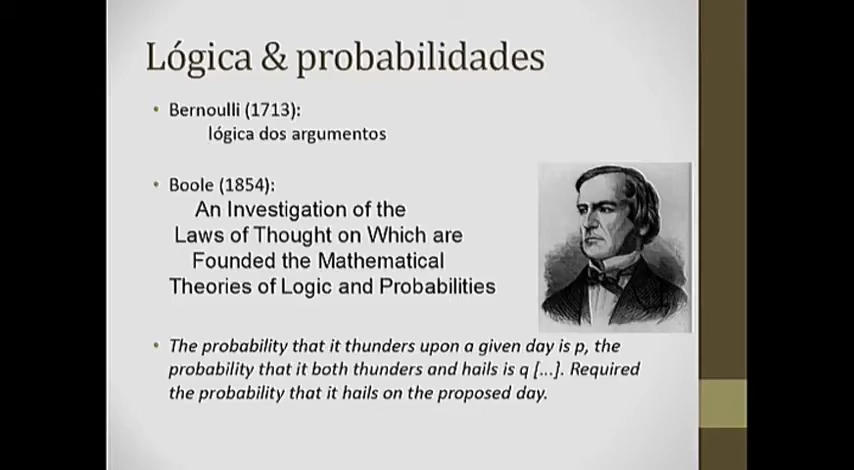 Lógica & probabilidades
• Bernoulli (1713):
lógica dos argumentos
• Boole (1854):
An Investigation of the
Laws of Thought on Which are
Founded the Mathematical
Theories of Logic and Probabilities
• The probability that it thunders upon a given day is p, the
probability that it both thunders and hails is q [...]. Required
the probability that it hails on the proposed day.